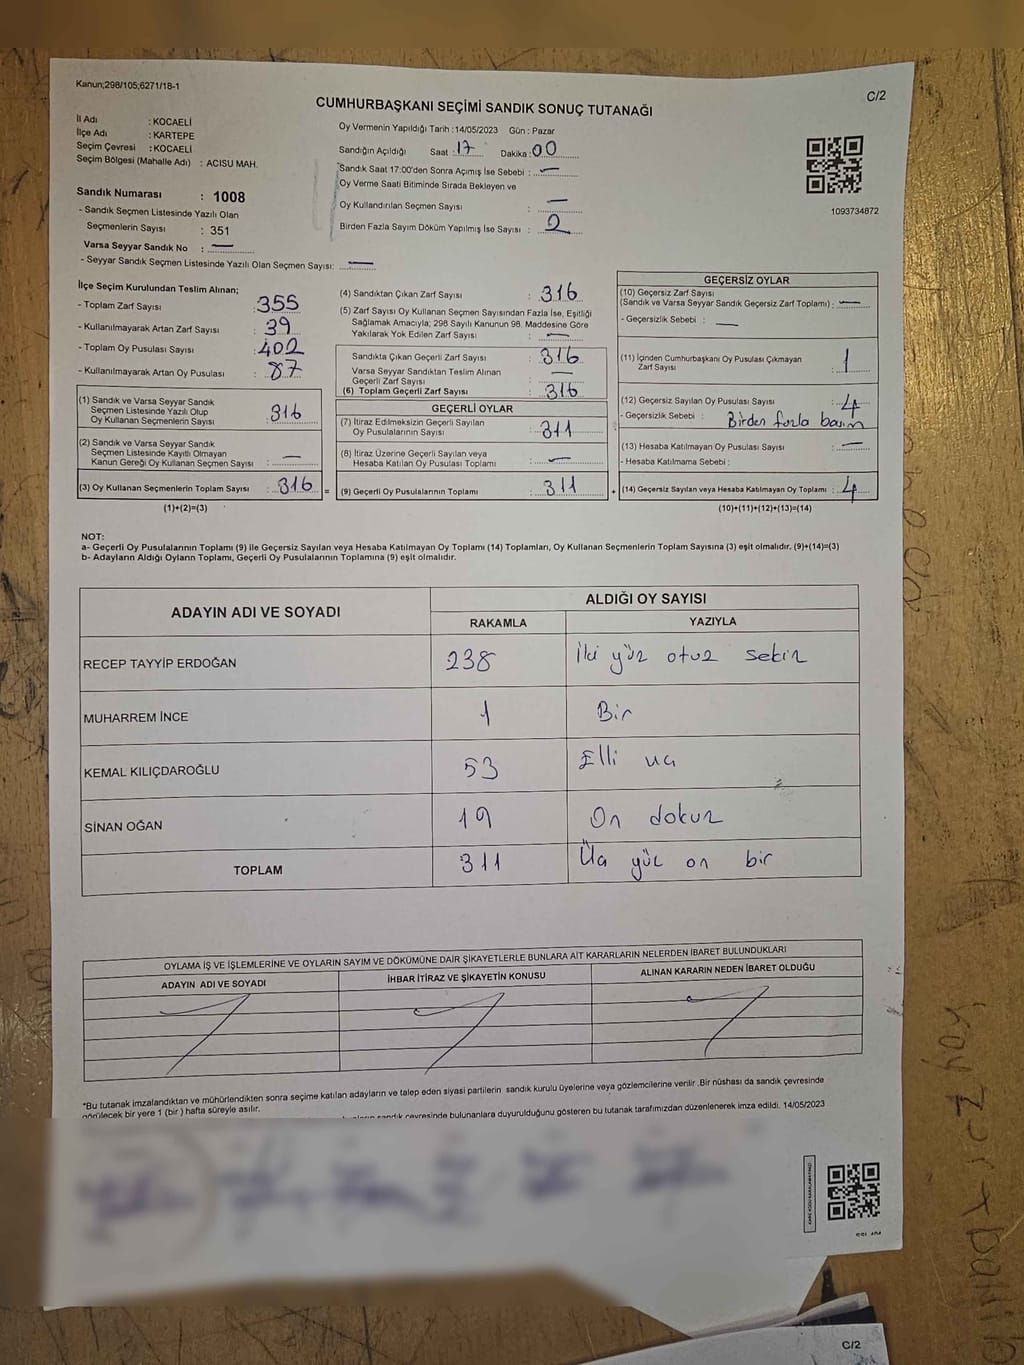 Kanun;298/105;6271/18-1
C/2
CUMHURBAŞKANI SEÇİMİ SANDIK SONUÇ TUTANAĞI
İl Adı : KOCAELİ
İlçe Adı : KARTEPE
Seçim Çevresi : KOCAELİ
Seçim Bölgesi (Mahalle Adı) : ACISU MAH.
Oy Vermenin Yapıldığı Tarih : 14/05/2023 Gün : Pazar
Sandığın Açıldığı Saat : 17 Dakika : 00
Sandık Saat 17:00'den Sonra Açımış İse Sebebi : —
Oy Verme Saati Bitiminde Sırada Bekleyen ve
Oy Kullandırılan Seçmen Sayısı : —
Birden Fazla Sayım Döküm Yapılmış İse Sayısı : 2
1093734872
Sandık Numarası : 1008
- Sandık Seçmen Listesinde Yazılı Olan
Seçmenlerin Sayısı : 351
Varsa Seyyar Sandık No : —
- Seyyar Sandık Seçmen Listesinde Yazılı Olan Seçmen Sayısı: —
İlçe Seçim Kurulundan Teslim Alınan;
- Toplam Zarf Sayısı : 355
- Kullanılmayarak Artan Zarf Sayısı : 39
- Toplam Oy Pusulası Sayısı : 402
- Kullanılmayarak Artan Oy Pusulası : 87
(1) Sandık ve Varsa Seyyar Sandık
Seçmen Listesinde Yazılı Olup
Oy Kullanan Seçmenlerin Sayısı : 316
(2) Sandık ve Varsa Seyyar Sandık
Seçmen Listesinde Kayıtlı Olmayan
Kanun Gereği Oy Kullanan Seçmen Sayısı : —
(3) Oy Kullanan Seçmenlerin Toplam Sayısı : 316 =
(1)+(2)=(3)
(4) Sandıktan Çıkan Zarf Sayısı : 316
(5) Zarf Sayısı Oy Kullanan Seçmen Sayısından Fazla İse, Eşitliği
Sağlamak Amacıyla; 298 Sayılı Kanunun 98. Maddesine Göre
Yakılarak Yok Edilen Zarf Sayısı : —
Sandıkta Çıkan Geçerli Zarf Sayısı : 316
Varsa Seyyar Sandıktan Teslim Alınan
Geçerli Zarf Sayısı : —
(6) Toplam Geçerli Zarf Sayısı : 316
GEÇERLİ OYLAR
(7) İtiraz Edilmeksizin Geçerli Sayılan
Oy Pusulalarının Sayısı : 311
(8) İtiraz Üzerine Geçerli Sayılan veya
Hesaba Katılan Oy Pusulası Toplamı : —
(9) Geçerli Oy Pusulalarının Toplamı : 311 +
GEÇERSİZ OYLAR
(10) Geçersiz Zarf Sayısı
(Sandık ve Varsa Seyyar Sandık Geçersiz Zarf Toplamı) : —
- Geçersizlik Sebebi : —
(11) İçinden Cumhurbaşkanı Oy Pusulası Çıkmayan
Zarf Sayısı : 1
(12) Geçersiz Sayılan Oy Pusulası Sayısı : 4
- Geçersizlik Sebebi : Birden fazla basım
(13) Hesaba Katılmayan Oy Pusulası Sayısı : —
- Hesaba Katılmama Sebebi :
(14) Geçersiz Sayılan veya Hesaba Katılmayan Oy Toplamı : 4
(10)+(11)+(12)+(13)=(14)
NOT:
a- Geçerli Oy Pusulalarının Toplamı (9) ile Geçersiz Sayılan veya Hesaba Katılmayan Oy Toplamı (14) Toplamları, Oy Kullanan Seçmenlerin Toplam Sayısına (3) eşit olmalıdır. (9)+(14)=(3)
b- Adayların Aldığı Oyların Toplamı, Geçerli Oy Pusulalarının Toplamına (9) eşit olmalıdır.
ADAYIN ADI VE SOYADI
ALDIĞI OY SAYISI
RAKAMLA YAZIYLA
RECEP TAYYİP ERDOĞAN 238 İki yüz otuz sekiz
MUHARREM İNCE 1 Bir
KEMAL KILIÇDAROĞLU 53 Elli uç
SİNAN OĞAN 19 On dokuz
TOPLAM 311 Üç yüz on bir
OYLAMA İŞ VE İŞLEMLERİNE VE OYLARIN SAYIM VE DÖKÜMÜNE DAİR ŞİKAYETLERLE BUNLARA AİT KARARLARIN NELERDEN İBARET BULUNDUKLARI
ADAYIN ADI VE SOYADI İHBAR İTİRAZ VE ŞİKAYETİN KONUSU ALINAN KARARIN NEDEN İBARET OLDUĞU
*Bu tutanak imzalandıktan ve mühürlendikten sonra seçime katılan adayların ve talep eden siyasi partilerin sandık kurulu üyelerine veya gözlemcilerine verilir .Bir nüshası da sandık çevresinde
görülecek bir yere 1 (bir ) hafta süreyle asılır.
sandık çevresinde bulunanlara duyurulduğunu gösteren bu tutanak tarafımızdan düzenlenerek imza edildi. 14/05/2023
C/2